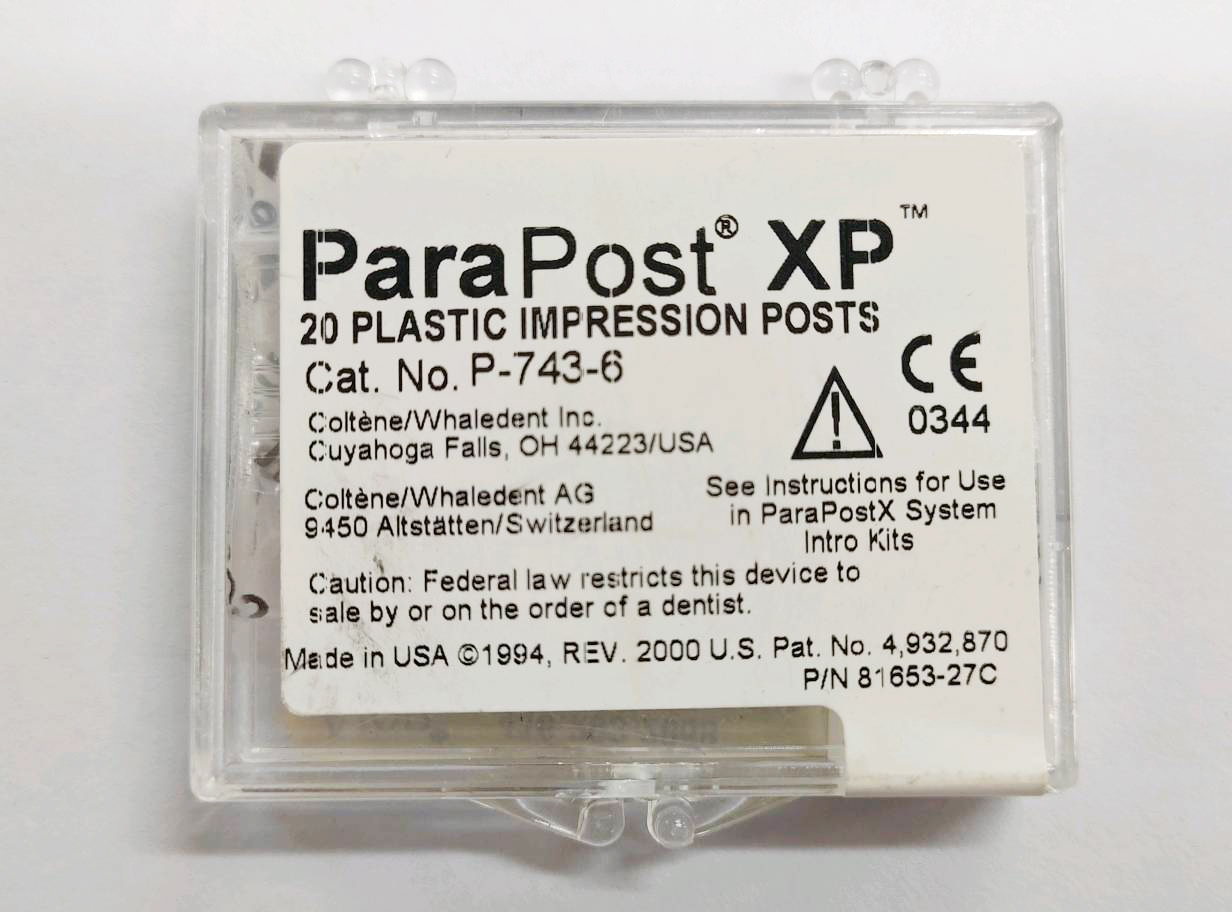 ParaPost® XP™
20 PLASTIC IMPRESSION POSTS
Cat. No. P-743-6
Coltène/Whaledent Inc.
Cuyahoga Falls, OH 44223/USA
Coltène/Whaledent AG
9450 Altstätten/Switzerland
CE
0344
See Instructions for Use
in ParaPostX System
Intro Kits
Caution: Federal law restricts this device to
sale by or on the order of a dentist.
Made in USA ©1994, REV. 2000 U.S. Pat. No. 4,932,870
P/N 81653-27C